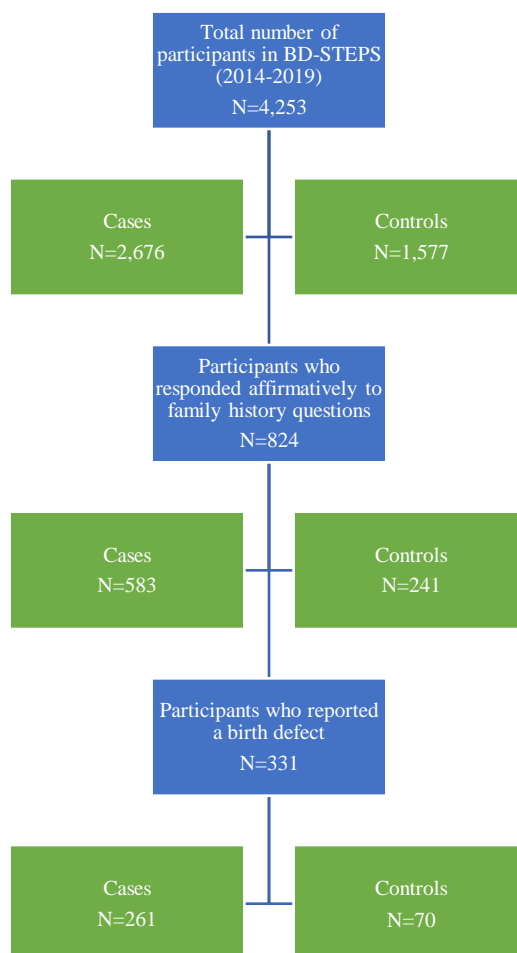 Total number of
participants in BD-STEPS
(2014-2019)
N=4,253
Cases
N=2,676
Controls
N=1,577
Participants who
responded affirmatively to
family history questions
N=824
Cases
N=583
Controls
N=241
Participants who reported
a birth defect
N=331
Cases
N=261
Controls
N=70